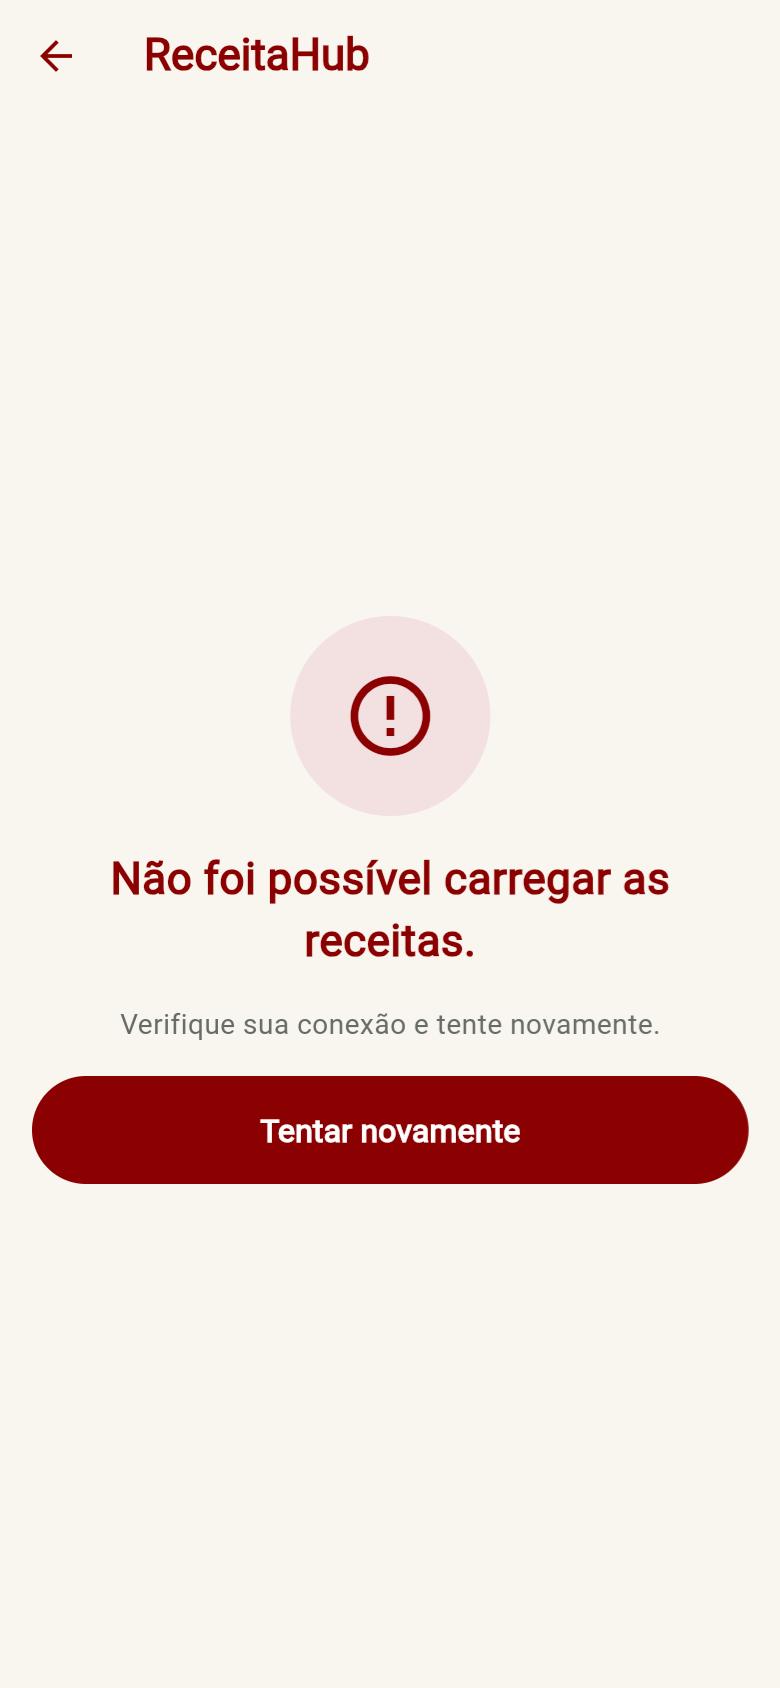 ReceitaHub
Não foi possível carregar as
receitas.
Verifique sua conexão e tente novamente.
Tentar novamente